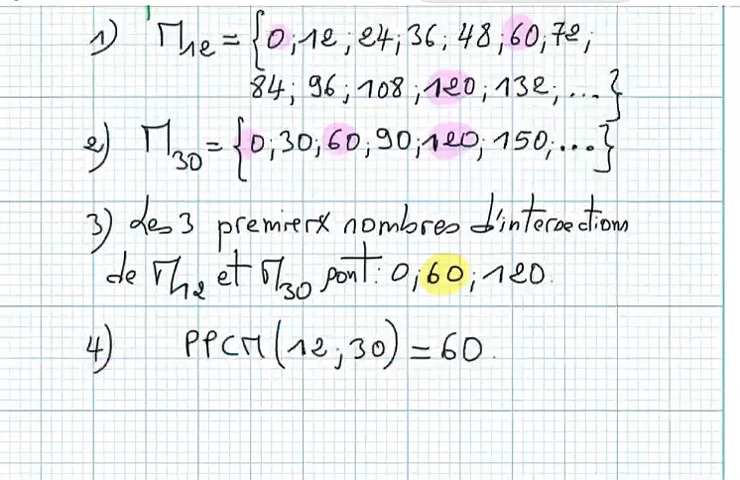 1) M₁₂ = {0; 12; 24; 36; 48; 60; 72;
84; 96; 108; 120; 132; ...}
2) M₃₀ = {0; 30; 60; 90; 120; 150; ...}
3) Les 3 premiers nombres d'intersections
de M₁₂ et M₃₀ sont: 0; 60; 120.
4) PPCM(12; 30) = 60.